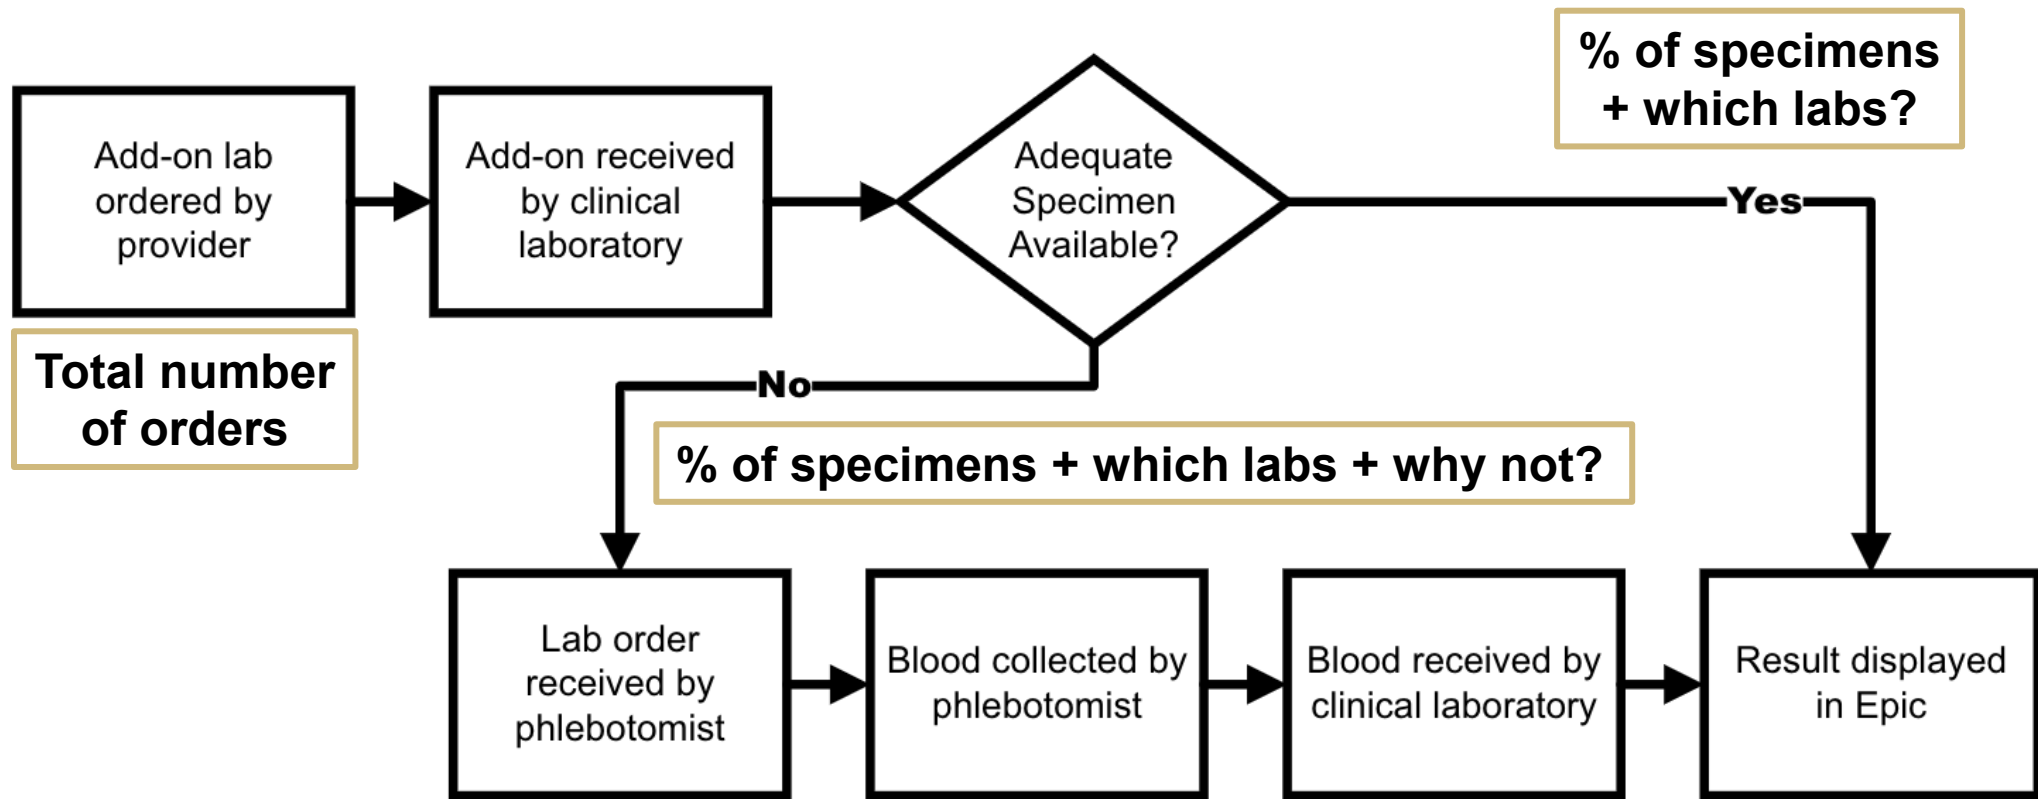 Add-on lab
ordered by
provider
Add-on received
by clinical
laboratory
Adequate
Specimen
Available?
% of specimens
+ which labs?
Yes
Total number
of orders
No
% of specimens + which labs + why not?
Lab order
received by
phlebotomist
Blood collected by
phlebotomist
Blood received by
clinical laboratory
Result displayed
in Epic